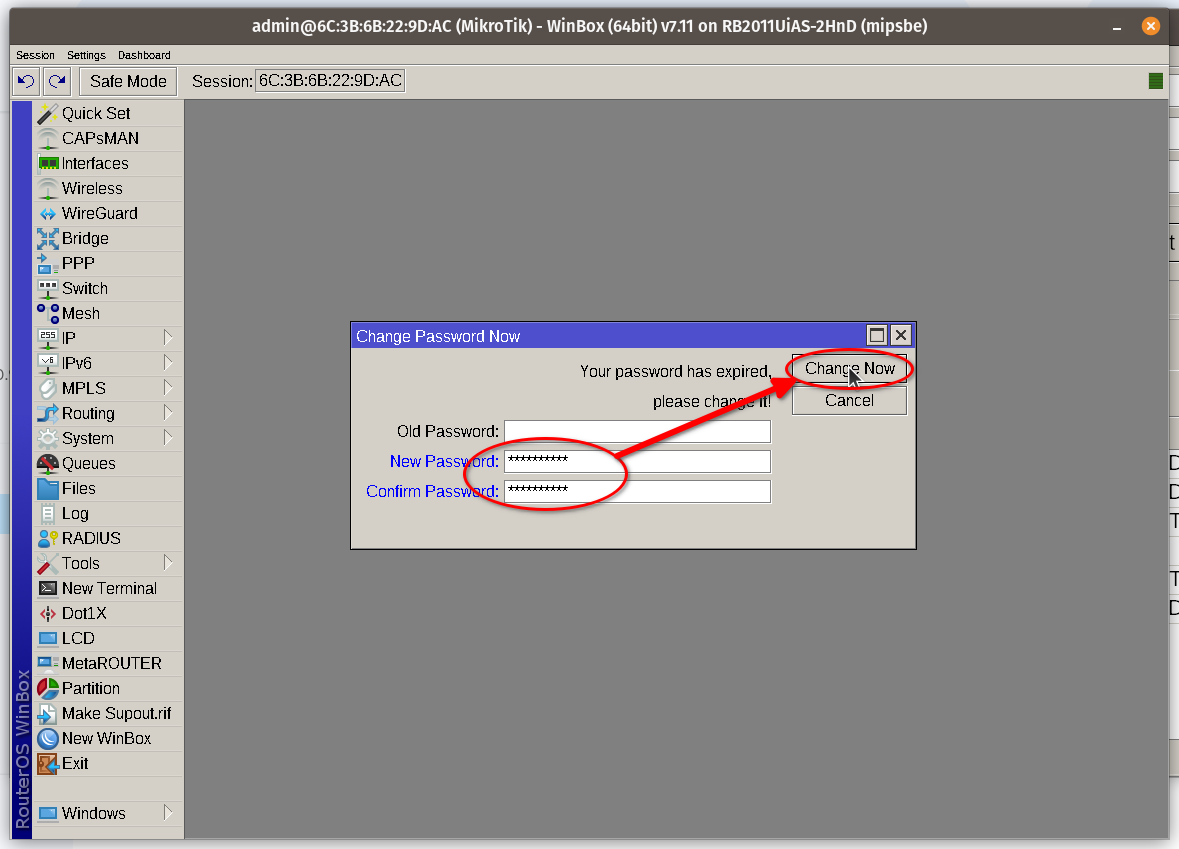 admin@6C:3B:6B:22:9D:AC (MikroTik) - WinBox (64bit) v7.11 on RB2011UiAS-2HnD (mipsbe)
Session Settings Dashboard
Safe Mode Session: 6C:3B:6B:22:9D:AC
Quick Set
CAPsMAN
Interfaces
Wireless
WireGuard
Bridge
PPP
Switch
Mesh
255 IP
v6 IPv6
MPLS
Routing
System
Queues
Files
Log
RADIUS
Tools
New Terminal
Dot1X
LCD
MetaROUTER
Partition
Make Supout.rif
New WinBox
Exit
Windows
RouterOS WinBox
Change Password Now
Your password has expired,
please change it!
Change Now
Cancel
Old Password:
New Password: **********
Confirm Password: **********